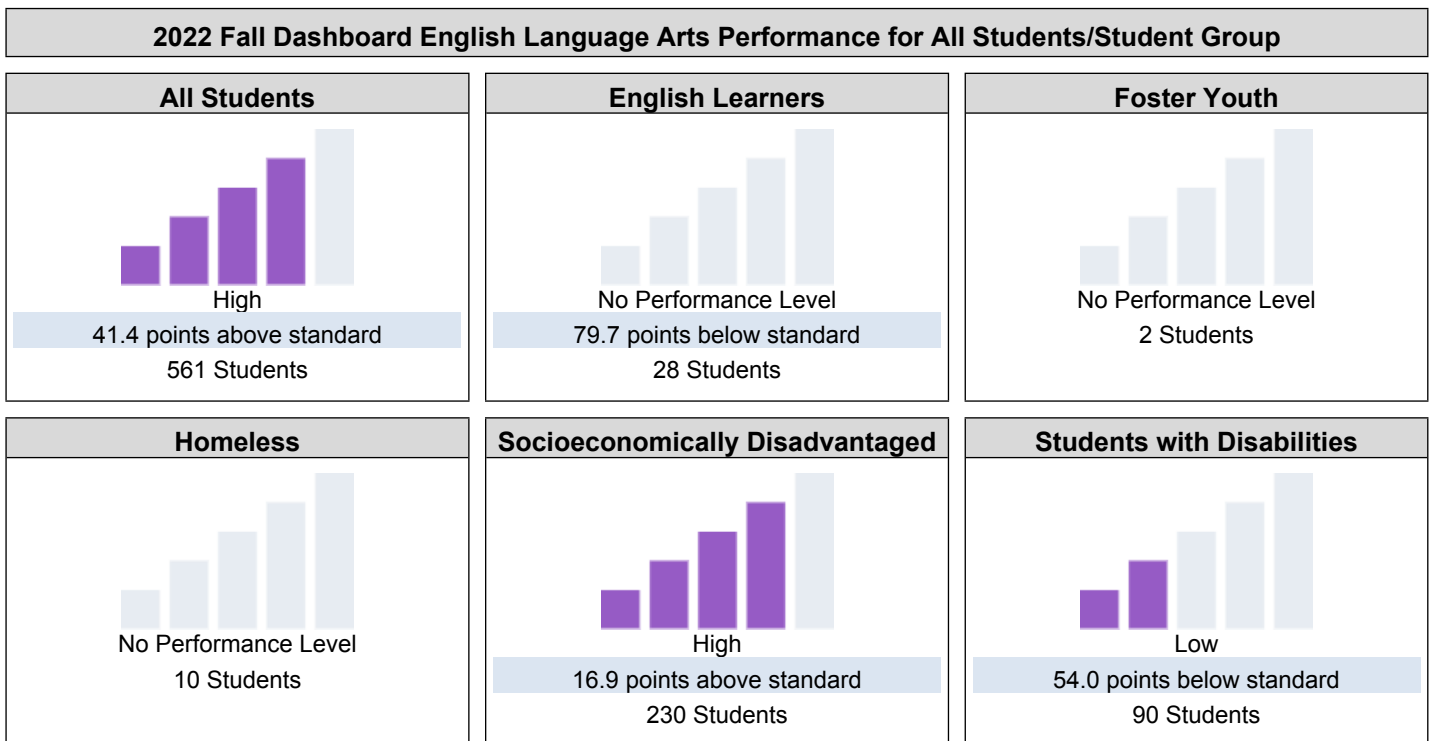 2022 Fall Dashboard English Language Arts Performance for All Students/Student Group
All Students
High
41.4 points above standard
561 Students
English Learners
No Performance Level
79.7 points below standard
28 Students
Foster Youth
No Performance Level
2 Students
Homeless
No Performance Level
10 Students
Socioeconomically Disadvantaged
High
16.9 points above standard
230 Students
Students with Disabilities
Low
54.0 points below standard
90 Students